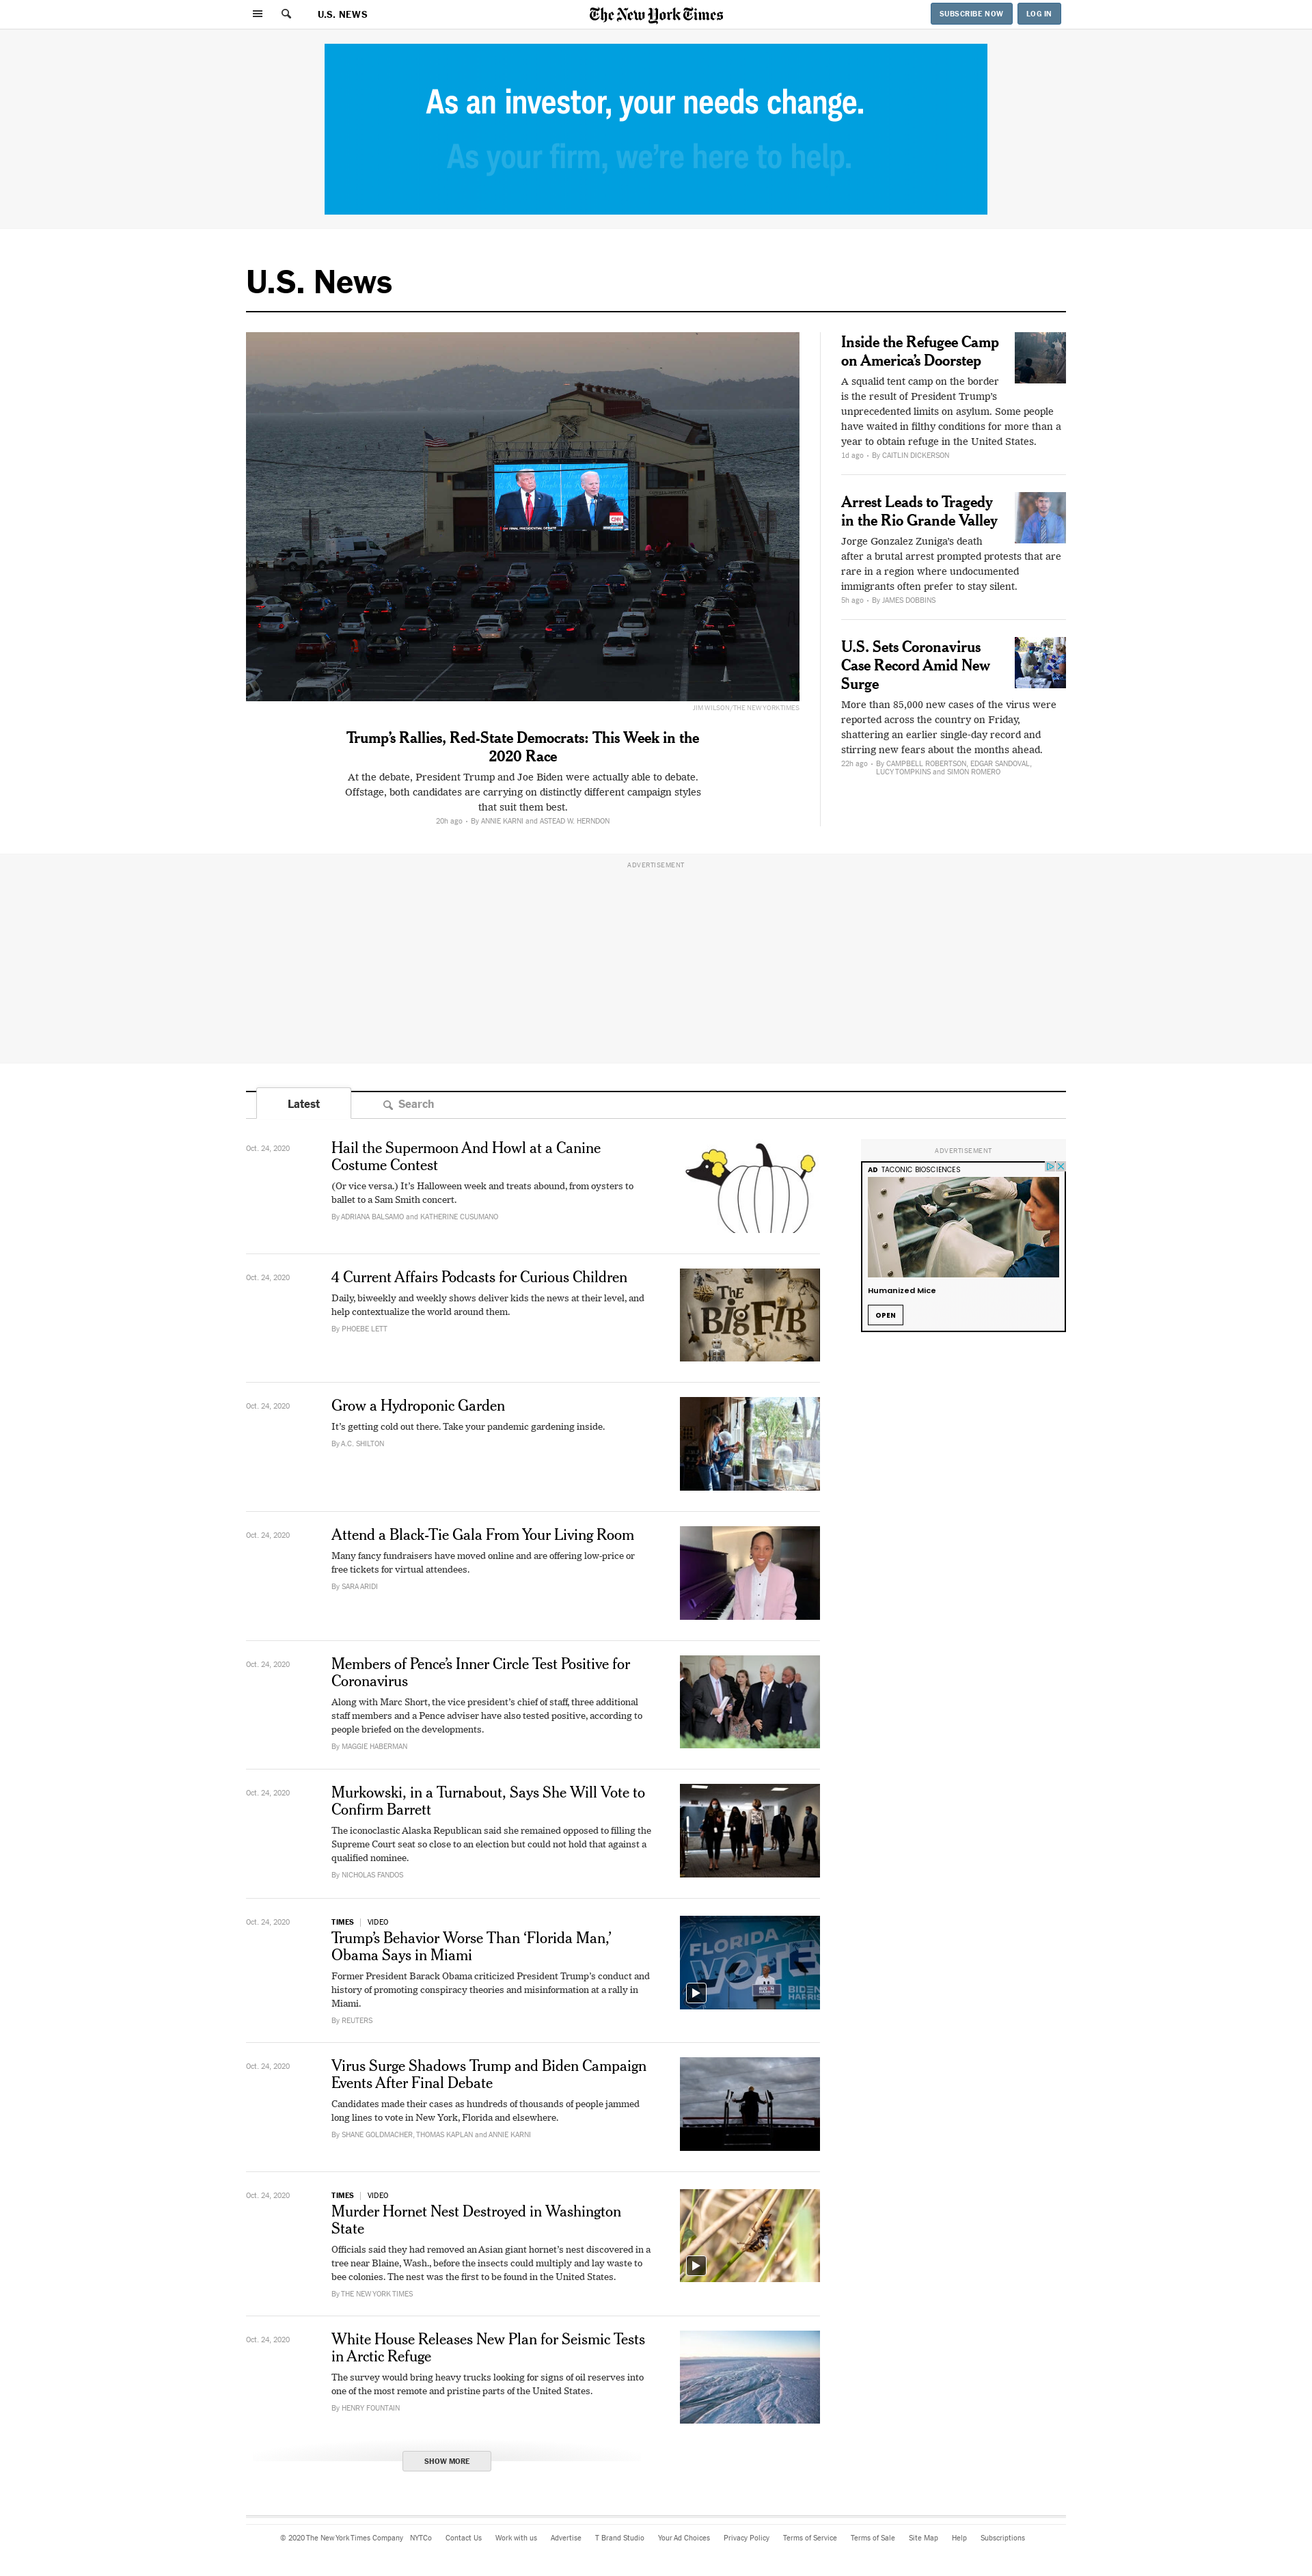 U.S. NEWS
The New York Times
SUBSCRIBE NOW
LOG IN
As an investor, your needs change.
As your firm, we're here to help.
U.S. News
FINAL PRESIDENTIAL DEBATE
CNN
JIM WILSON/THE NEW YORK TIMES
Trump's Rallies, Red-State Democrats: This Week in the
2020 Race
At the debate, President Trump and Joe Biden were actually able to debate.
Offstage, both candidates are carrying on distinctly different campaign styles
that suit them best.
20h ago • By ANNIE KARNI and ASTEAD W. HERNDON
Inside the Refugee Camp
on America's Doorstep
A squalid tent camp on the border
is the result of President Trump's
unprecedented limits on asylum. Some people
have waited in filthy conditions for more than a
year to obtain refuge in the United States.
1d ago • By CAITLIN DICKERSON
Arrest Leads to Tragedy
in the Rio Grande Valley
Jorge Gonzalez Zuniga's death
after a brutal arrest prompted protests that are
rare in a region where undocumented
immigrants often prefer to stay silent.
5h ago • By JAMES DOBBINS
U.S. Sets Coronavirus
Case Record Amid New
Surge
More than 85,000 new cases of the virus were
reported across the country on Friday,
shattering an earlier single-day record and
stirring new fears about the months ahead.
22h ago • By CAMPBELL ROBERTSON, EDGAR SANDOVAL,
LUCY TOMPKINS and SIMON ROMERO
ADVERTISEMENT
Latest
Search
Oct. 24, 2020
Hail the Supermoon And Howl at a Canine
Costume Contest
(Or vice versa.) It's Halloween week and treats abound, from oysters to
ballet to a Sam Smith concert.
By ADRIANA BALSAMO and KATHERINE CUSUMANO
ADVERTISEMENT
AD TACONIC BIOSCIENCES
Humanized Mice
OPEN
Oct. 24, 2020
4 Current Affairs Podcasts for Curious Children
Daily, biweekly and weekly shows deliver kids the news at their level, and
help contextualize the world around them.
By PHOEBE LETT
THE
BIG FIB
Oct. 24, 2020
Grow a Hydroponic Garden
It's getting cold out there. Take your pandemic gardening inside.
By A.C. SHILTON
Oct. 24, 2020
Attend a Black-Tie Gala From Your Living Room
Many fancy fundraisers have moved online and are offering low-price or
free tickets for virtual attendees.
By SARA ARIDI
Oct. 24, 2020
Members of Pence's Inner Circle Test Positive for
Coronavirus
Along with Marc Short, the vice president's chief of staff, three additional
staff members and a Pence adviser have also tested positive, according to
people briefed on the developments.
By MAGGIE HABERMAN
Oct. 24, 2020
Murkowski, in a Turnabout, Says She Will Vote to
Confirm Barrett
The iconoclastic Alaska Republican said she remained opposed to filling the
Supreme Court seat so close to an election but could not hold that against a
qualified nominee.
By NICHOLAS FANDOS
Oct. 24, 2020
TIMES | VIDEO
Trump's Behavior Worse Than 'Florida Man,'
Obama Says in Miami
Former President Barack Obama criticized President Trump's conduct and
history of promoting conspiracy theories and misinformation at a rally in
Miami.
By REUTERS
FLORIDA
VOTE
BIDEN
HARRIS
Oct. 24, 2020
Virus Surge Shadows Trump and Biden Campaign
Events After Final Debate
Candidates made their cases as hundreds of thousands of people jammed
long lines to vote in New York, Florida and elsewhere.
By SHANE GOLDMACHER, THOMAS KAPLAN and ANNIE KARNI
Oct. 24, 2020
TIMES | VIDEO
Murder Hornet Nest Destroyed in Washington
State
Officials said they had removed an Asian giant hornet's nest discovered in a
tree near Blaine, Wash., before the insects could multiply and lay waste to
bee colonies. The nest was the first to be found in the United States.
By THE NEW YORK TIMES
Oct. 24, 2020
White House Releases New Plan for Seismic Tests
in Arctic Refuge
The survey would bring heavy trucks looking for signs of oil reserves into
one of the most remote and pristine parts of the United States.
By HENRY FOUNTAIN
SHOW MORE
© 2020 The New York Times Company NYTCo Contact Us Work with us Advertise T Brand Studio Your Ad Choices Privacy Policy Terms of Service Terms of Sale Site Map Help Subscriptions